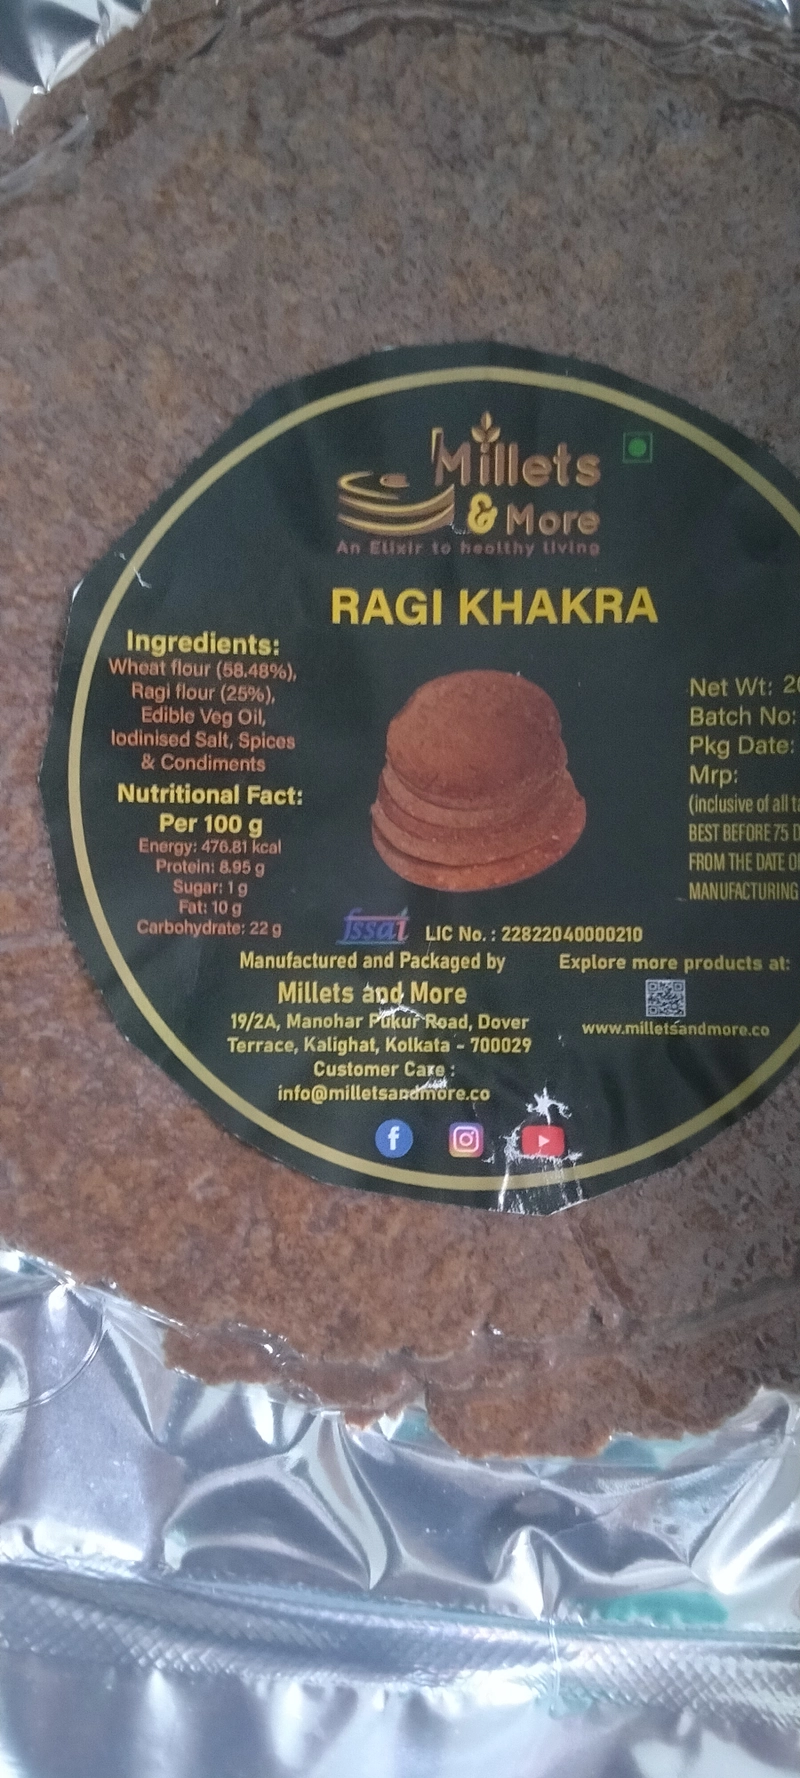 Millets
& More
An Elixir to healthy living
RAGI KHAKRA
Ingredients:
Wheat flour (58.48%),
Ragi flour (25%),
Edible Veg Oil,
Iodinised Salt, Spices
& Condiments
Nutritional Fact:
Per 100 g
Energy: 476.81 kcal
Protein: 8.95 g
Sugar: 1 g
Fat: 10 g
Carbohydrate: 22 g
Net Wt:
Batch No:
Pkg Date:
Mrp:
(inclusive of all
BEST BEFORE 75
FROM THE DATE
MANUFACTURING
fssai LIC No. : 22822040000210
Manufactured and Packaged by
Millets and More
19/2A, Manohar Pukur Road, Dover
Terrace, Kalighat, Kolkata - 700029
Customer Care :
info@milletsandmore.co
Explore more products at:
www.milletsandmore.co